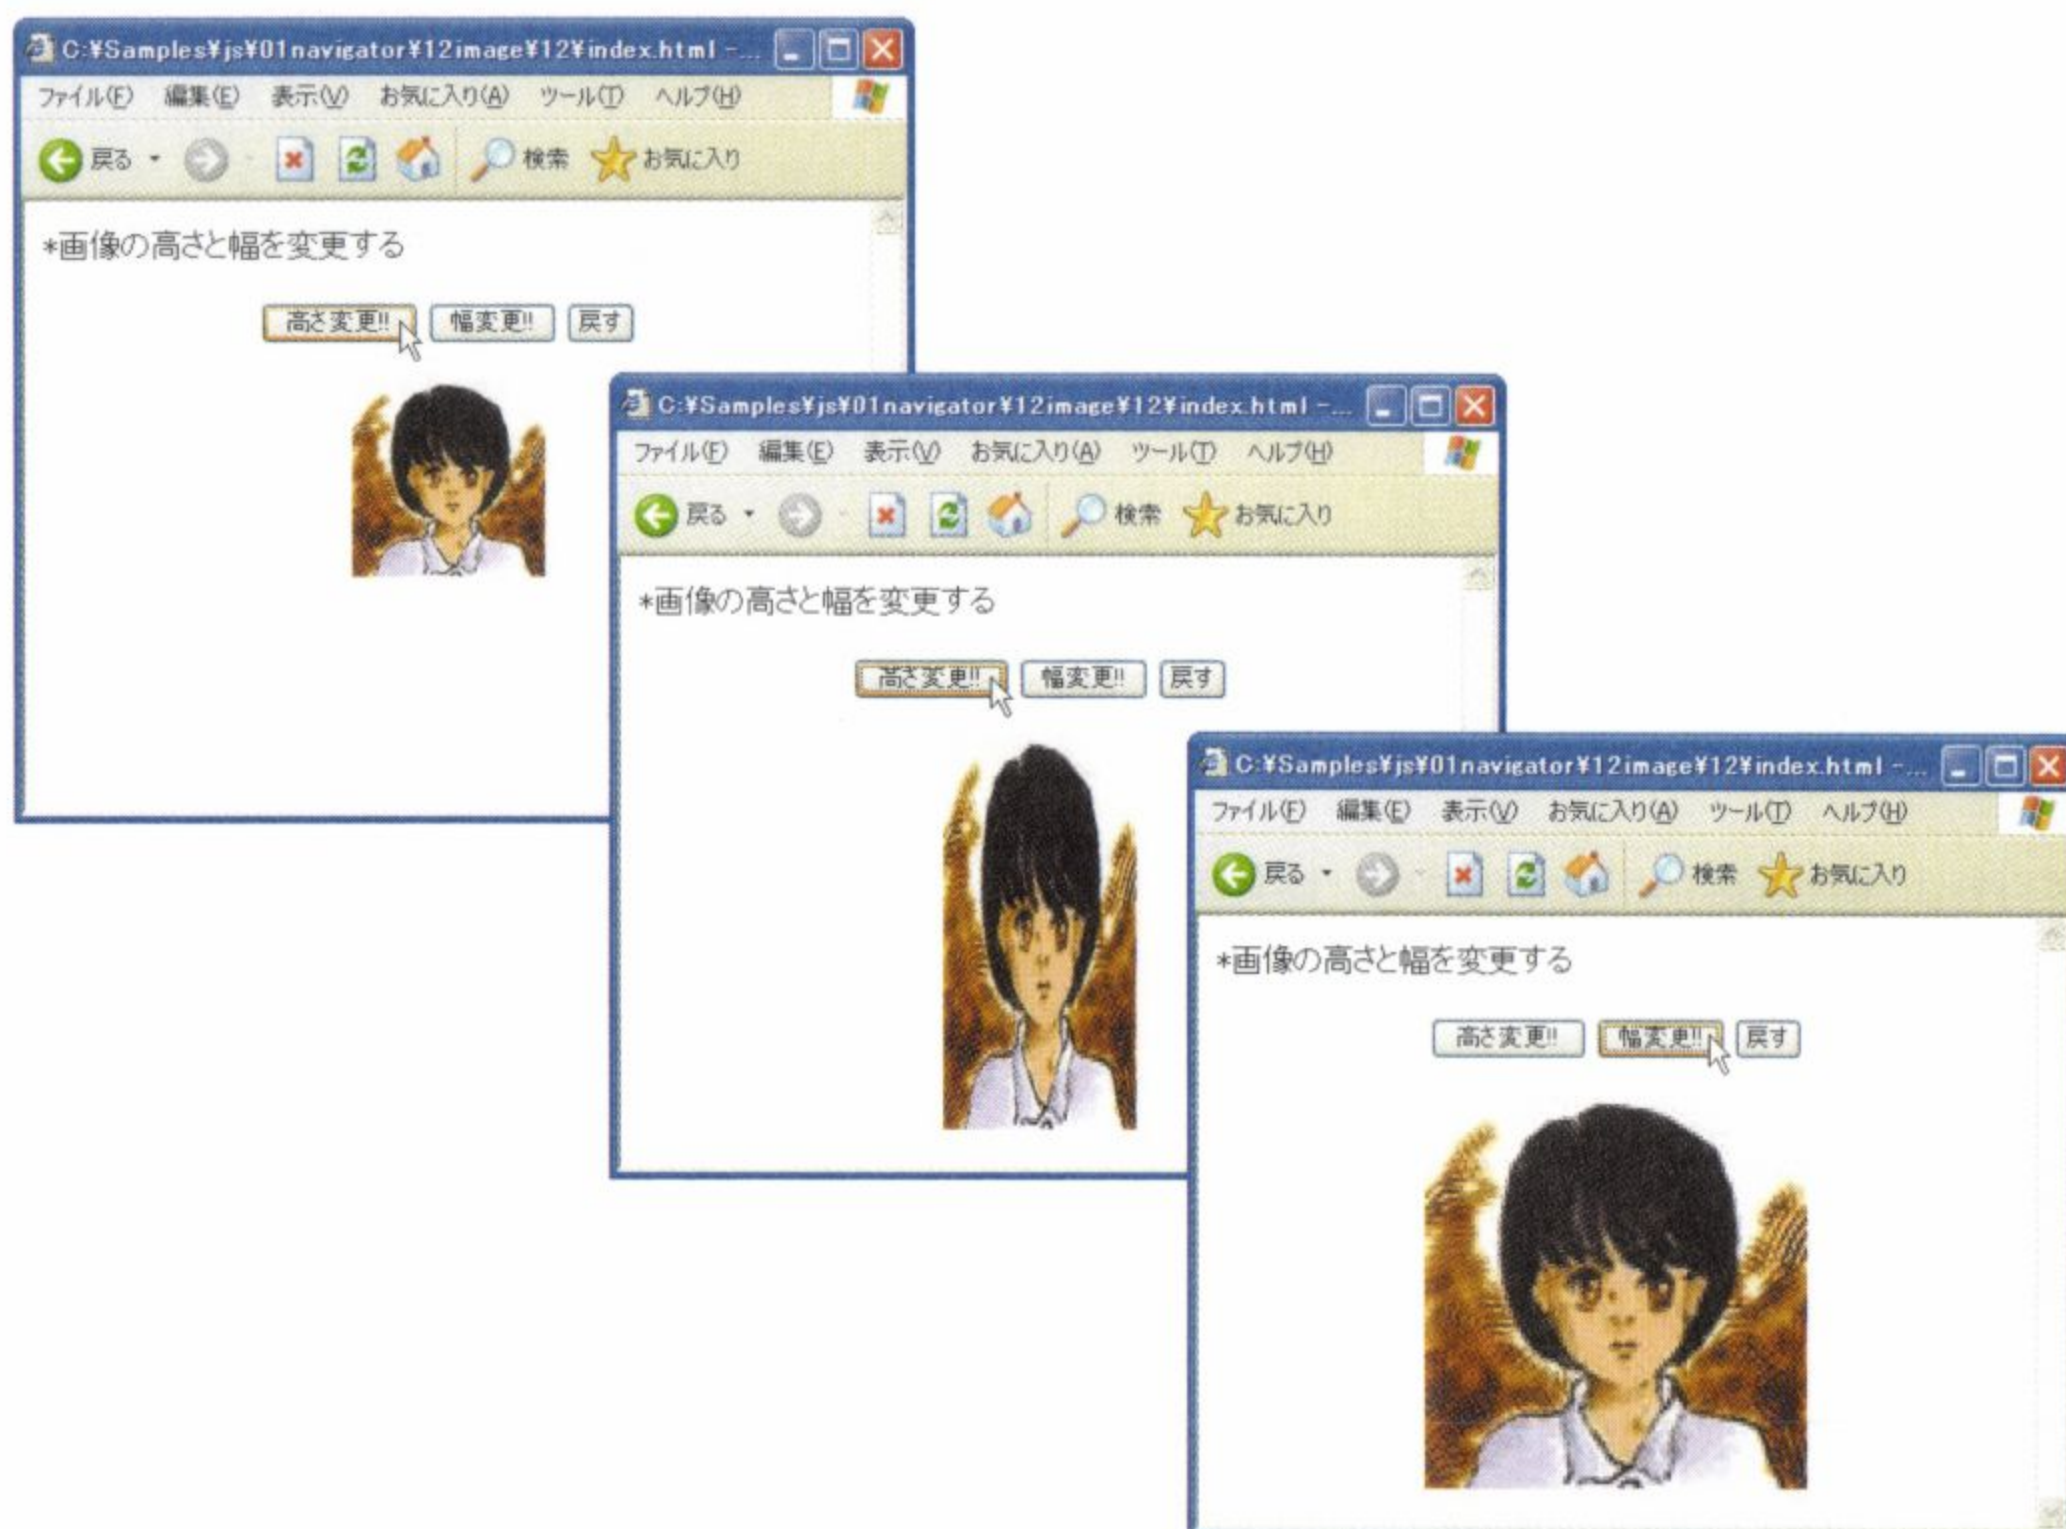 C:¥Samples¥js¥01navigator¥12image¥12¥index.html -...
ファイル(F) 編集(E) 表示(V) お気に入り(A) ツール(T) ヘルプ(H)
戻る 検索 お気に入り
*画像の高さと幅を変更する
高さ変更!! 幅変更!! 戻す
C:¥Samples¥js¥01navigator¥12image¥12¥index.html -...
ファイル(F) 編集(E) 表示(V) お気に入り(A) ツール(T) ヘルプ(H)
戻る 検索 お気に入り
*画像の高さと幅を変更する
高さ変更!! 幅変更!! 戻す
C:¥Samples¥js¥01navigator¥12image¥12¥index.html -...
ファイル(F) 編集(E) 表示(V) お気に入り(A) ツール(T) ヘルプ(H)
戻る 検索 お気に入り
*画像の高さと幅を変更する
高さ変更!! 幅変更!! 戻す